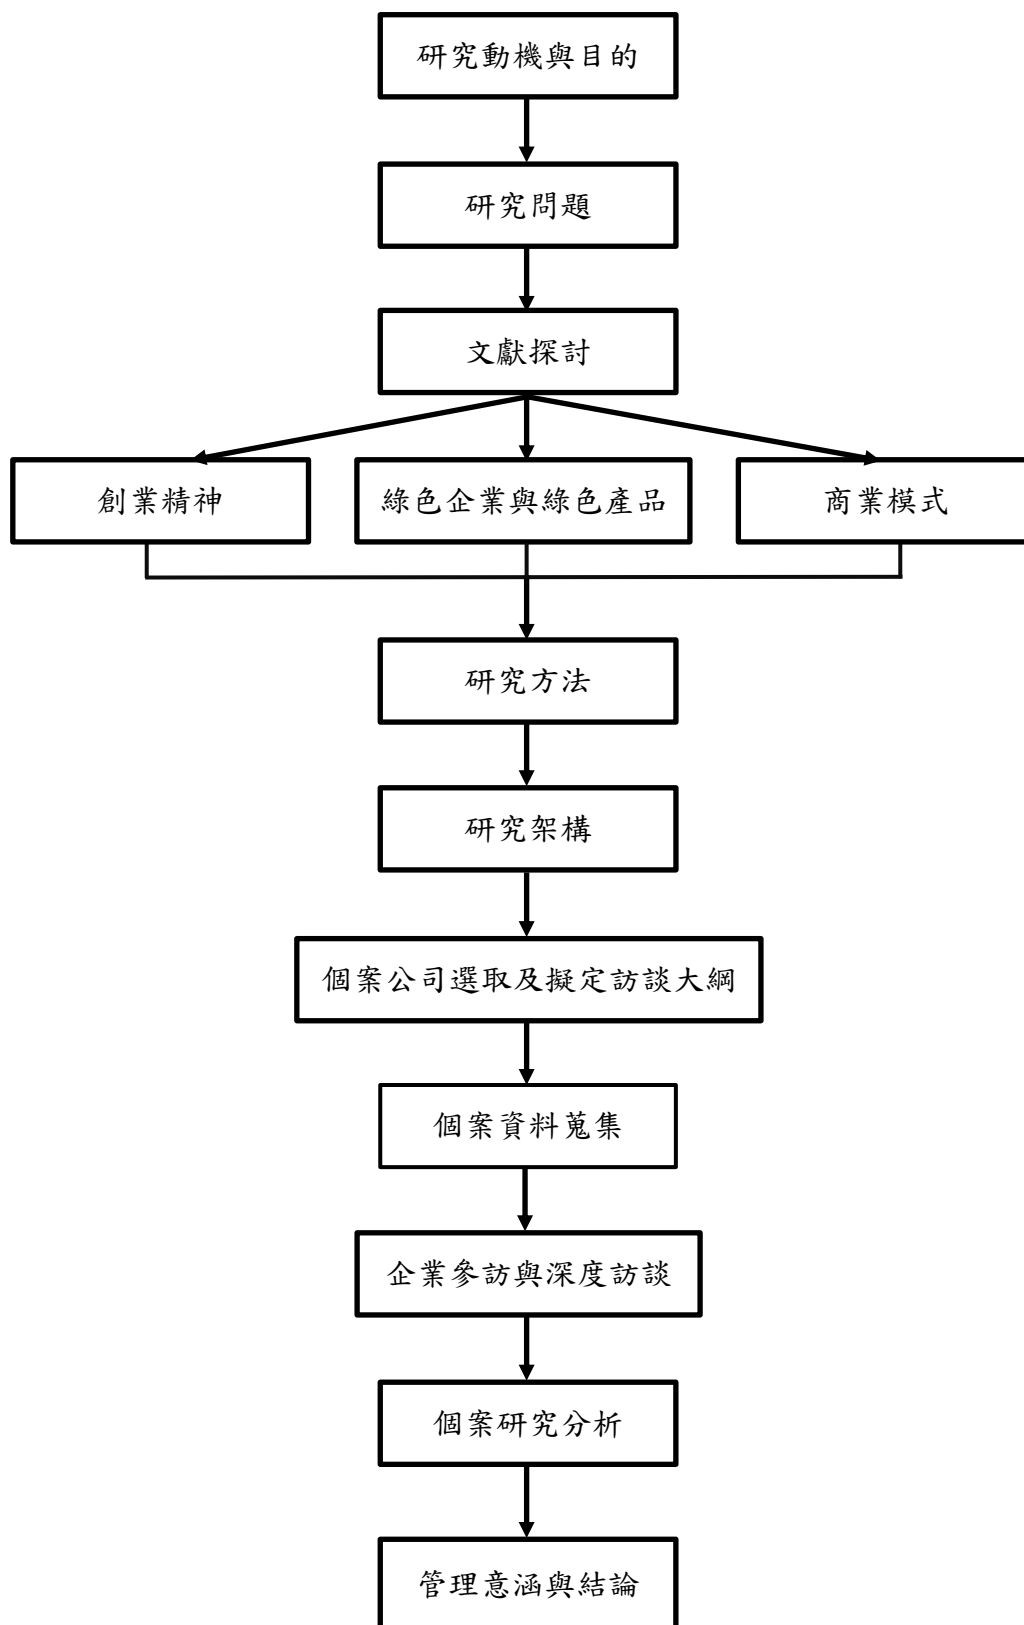 研究動機與目的
研究問題
文獻探討
創業精神
綠色企業與綠色產品
商業模式
研究方法
研究架構
個案公司選取及擬定訪談大綱
個案資料蒐集
企業參訪與深度訪談
個案研究分析
管理意涵與結論